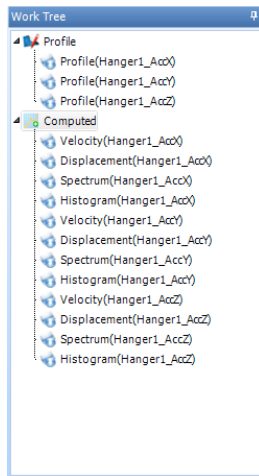 Work Tree
Profile
Profile(Hanger1_AccX)
Profile(Hanger1_AccY)
Profile(Hanger1_AccZ)
Computed
Velocity(Hanger1_AccX)
Displacement(Hanger1_AccX)
Spectrum(Hanger1_AccX)
Histogram(Hanger1_AccX)
Velocity(Hanger1_AccY)
Displacement(Hanger1_AccY)
Spectrum(Hanger1_AccY)
Histogram(Hanger1_AccY)
Velocity(Hanger1_AccZ)
Displacement(Hanger1_AccZ)
Spectrum(Hanger1_AccZ)
Histogram(Hanger1_AccZ)